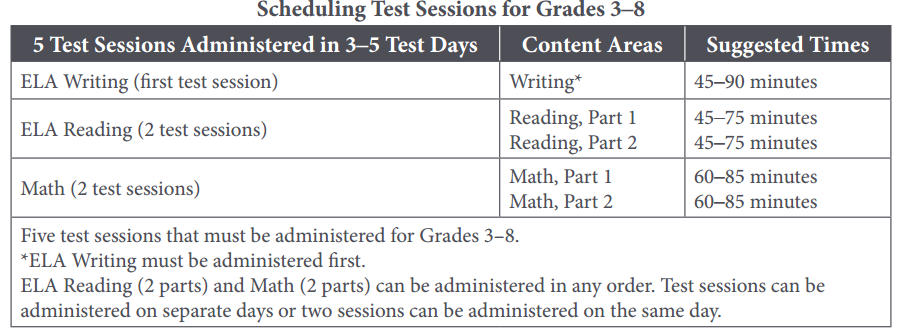 Scheduling Test Sessions for Grades 3–8
5 Test Sessions Administered in 3–5 Test Days Content Areas Suggested Times
ELA Writing (first test session) Writing* 45–90 minutes
ELA Reading (2 test sessions) Reading, Part 1 45–75 minutes
Reading, Part 2 45–75 minutes
Math (2 test sessions) Math, Part 1 60–85 minutes
Math, Part 2 60–85 minutes
Five test sessions that must be administered for Grades 3–8.
*ELA Writing must be administered first.
ELA Reading (2 parts) and Math (2 parts) can be administered in any order. Test sessions can be
administered on separate days or two sessions can be administered on the same day.